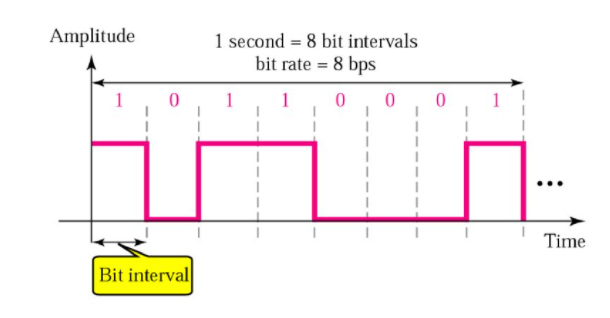 Amplitude
1 second = 8 bit intervals
bit rate = 8 bps
1 0 1 1 0 0 0 1
...
Time
Bit interval